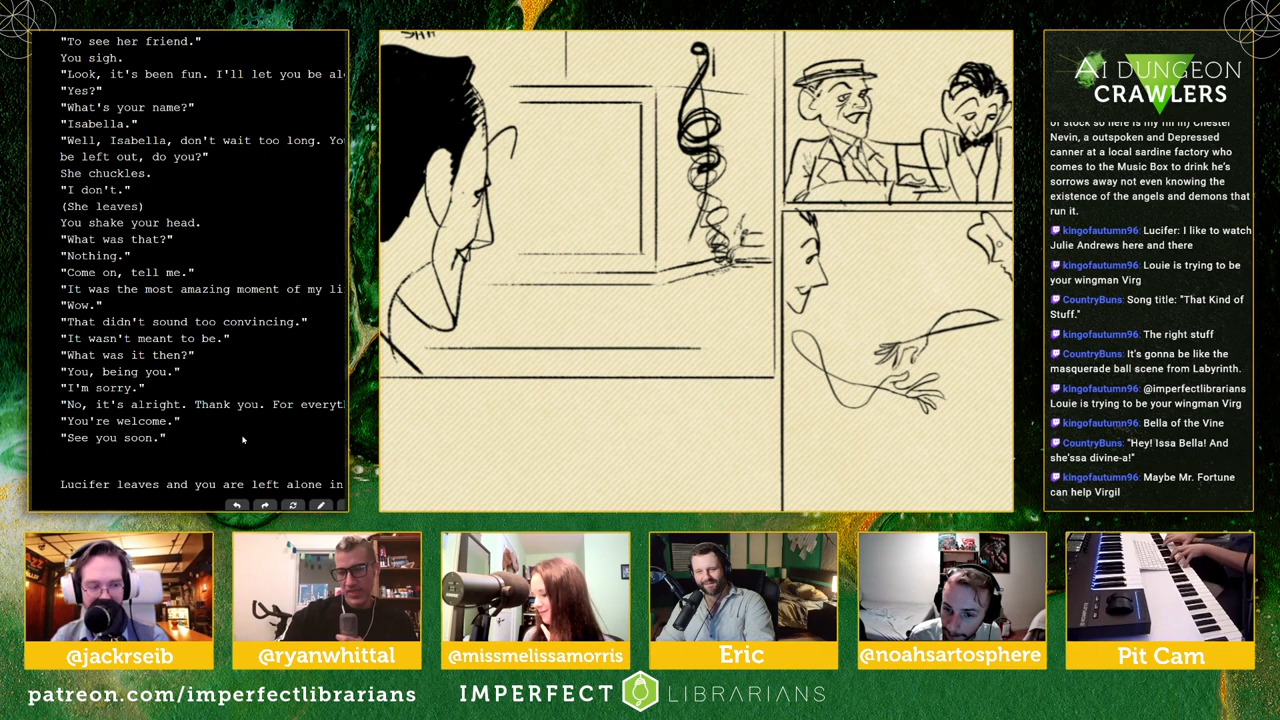 "To see her friend."
You sigh.
"Look, it's been fun. I'll let you be
"Yes?"
"What's your name?"
"Isabella."
"Well, Isabella, don't wait too long.
be left out, do you?"
She chuckles.
"I don't."
(She leaves)
You shake your head.
"What was that?"
"Nothing."
"Come on, tell me."
"It was the most amazing moment of my
"Wow."
"That didn't sound too convincing."
"It wasn't meant to be."
"What was it then?"
"You, being you."
"I'm sorry."
"No, it's alright. Thank you. For
"You're welcome."
"See you soon."
Lucifer leaves and you are left alone in
AI DUNGEON
CRAWLERS
of stock so here is my fill in) Chester
Nevin, a outspoken and Depressed
canner at a local sardine factory who
comes to the Music Box to drink he's
sorrows away not even knowing the
existence of the angels and demons that
run it.
kingofautumn96: Lucifer: I like to watch
Julie Andrews here and there
kingofautumn96: Louie is trying to be
your wingman Virg
CountryBuns: Song title: "That Kind of
Stuff."
kingofautumn96: The right stuff
CountryBuns: It's gonna be like the
masquerade ball scene from Labyrinth.
kingofautumn96: @imperfectlibrarians
Louie is trying to be your wingman Virg
kingofautumn96: Bella of the Vine
CountryBuns: "Hey! Issa Bella! And
she'ssa divine-a!"
kingofautumn96: Maybe Mr. Fortune
can help Virgil
@jackrseib
@ryanwhittal
@missmelissamorris
Eric
@noahsartosphere
Pit Cam
patreon.com/imperfectlibrarians
IMPERFECT LIBRARIANS